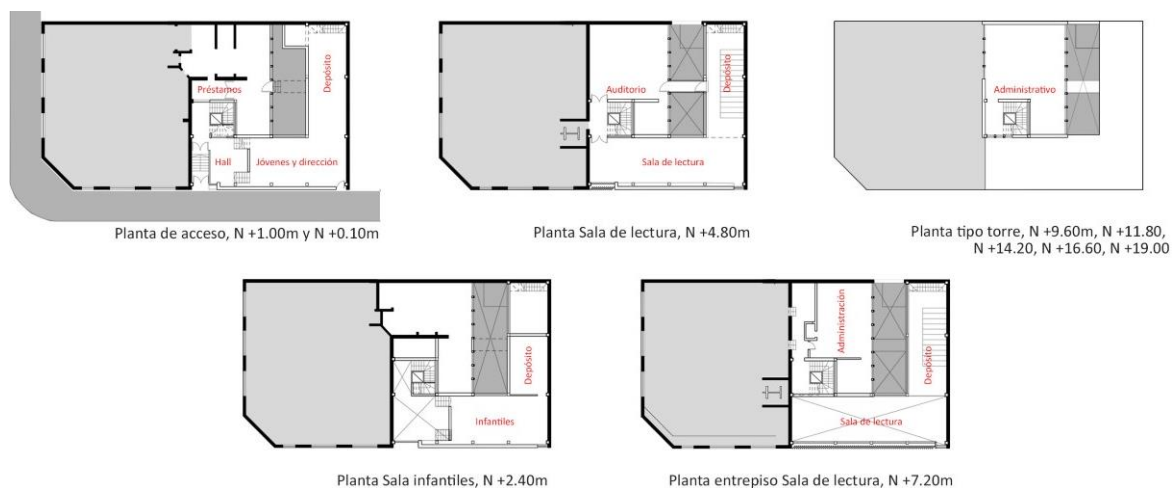 Depósito
Préstamos
Hall
Jóvenes y dirección
Planta de acceso, N +1.00m y N +0.10m
Auditorio
Depósito
Sala de lectura
Planta Sala de lectura, N +4.80m
Administrativo
Planta tipo torre, N +9.60m, N +11.80,
N +14.20, N +16.60, N +19.00
Depósito
Infantiles
Planta Sala infantiles, N +2.40m
Administración
Depósito
Sala de lectura
Planta entrepiso Sala de lectura, N +7.20m